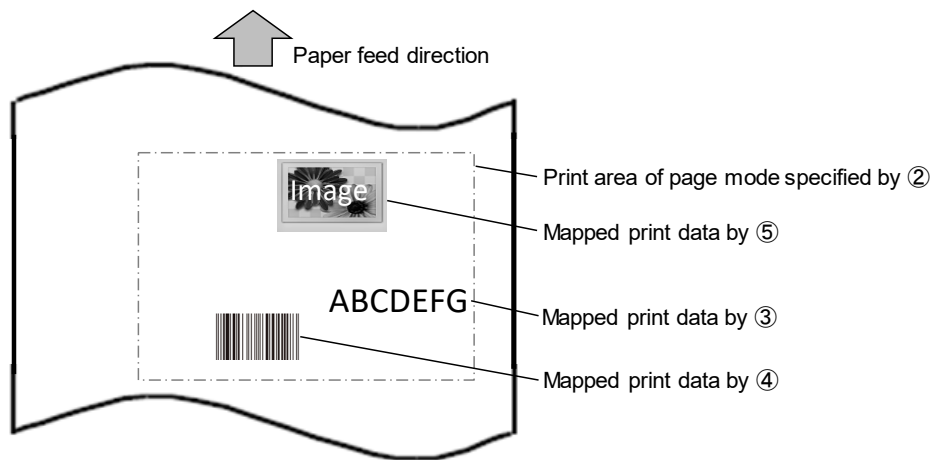 Paper feed direction
Image
Print area of page mode specified by ②
Mapped print data by ⑤
ABCDEFG
Mapped print data by ③
Mapped print data by ④